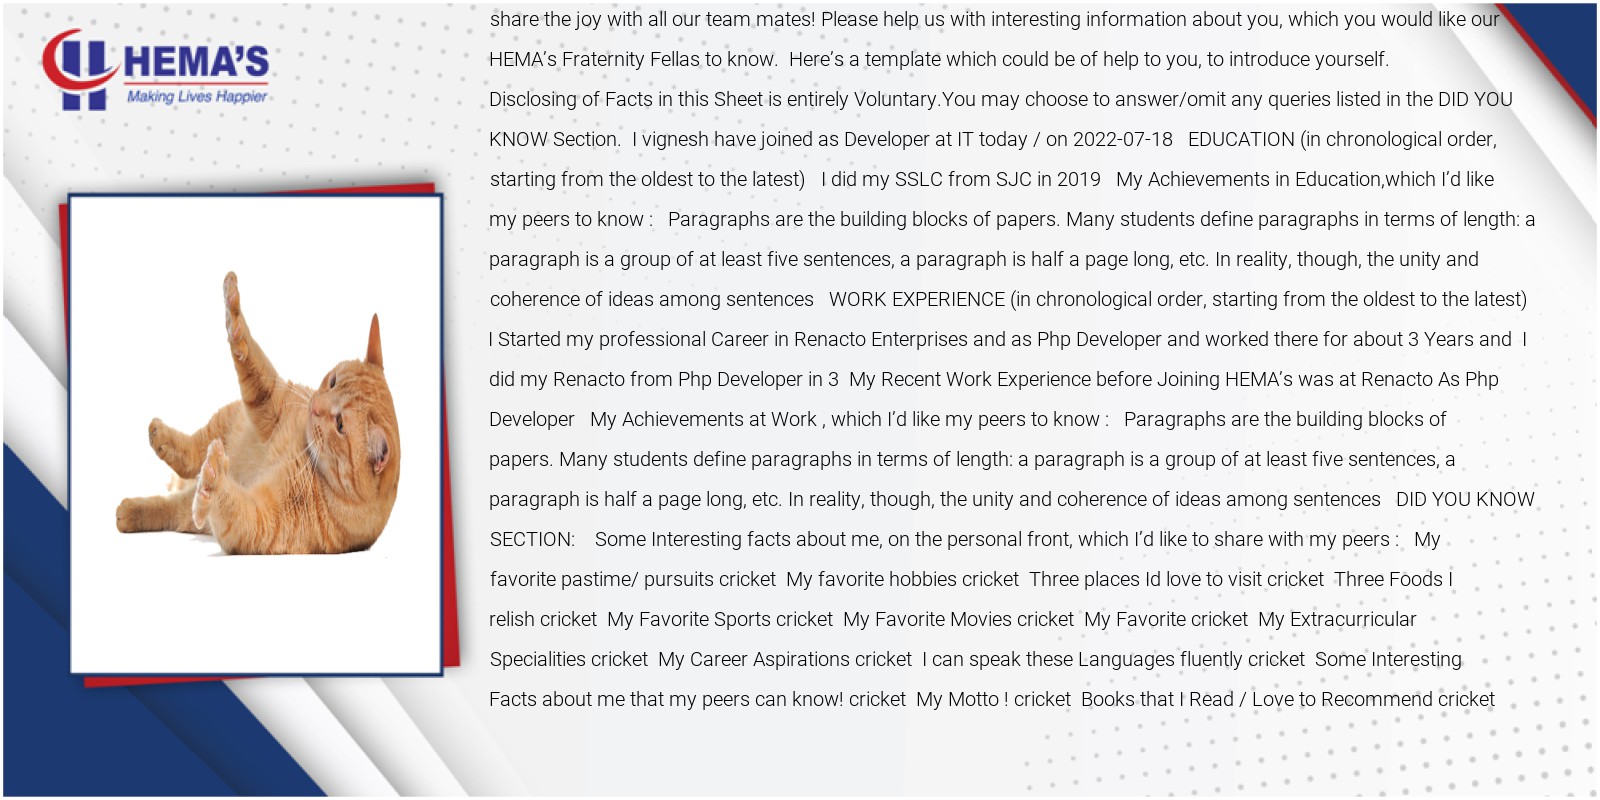 HEMA’S
Making Lives Happier
share the joy with all our team mates! Please help us with interesting information about you, which you would like our
HEMA’s Fraternity Fellas to know.  Here’s a template which could be of help to you, to introduce yourself.
Disclosing of Facts in this Sheet is entirely Voluntary.You may choose to answer/omit any queries listed in the DID YOU
KNOW Section.  I vignesh have joined as Developer at IT today / on 2022-07-18   EDUCATION (in chronological order,
starting from the oldest to the latest)   I did my SSLC from SJC in 2019   My Achievements in Education,which I’d like
my peers to know :   Paragraphs are the building blocks of papers. Many students define paragraphs in terms of length: a
paragraph is a group of at least five sentences, a paragraph is half a page long, etc. In reality, though, the unity and
coherence of ideas among sentences   WORK EXPERIENCE (in chronological order, starting from the oldest to the latest)
I Started my professional Career in Renacto Enterprises and as Php Developer and worked there for about 3 Years and  I
did my Renacto from Php Developer in 3  My Recent Work Experience before Joining HEMA’s was at Renacto As Php
Developer   My Achievements at Work , which I’d like my peers to know :   Paragraphs are the building blocks of
papers. Many students define paragraphs in terms of length: a paragraph is a group of at least five sentences, a
paragraph is half a page long, etc. In reality, though, the unity and coherence of ideas among sentences   DID YOU KNOW
SECTION:    Some Interesting facts about me, on the personal front, which I’d like to share with my peers :   My
favorite pastime/ pursuits cricket  My favorite hobbies cricket  Three places Id love to visit cricket  Three Foods I
relish cricket  My Favorite Sports cricket  My Favorite Movies cricket  My Favorite cricket  My Extracurricular
Specialities cricket  My Career Aspirations cricket  I can speak these Languages fluently cricket  Some Interesting
Facts about me that my peers can know! cricket  My Motto ! cricket  Books that I Read / Love to Recommend cricket